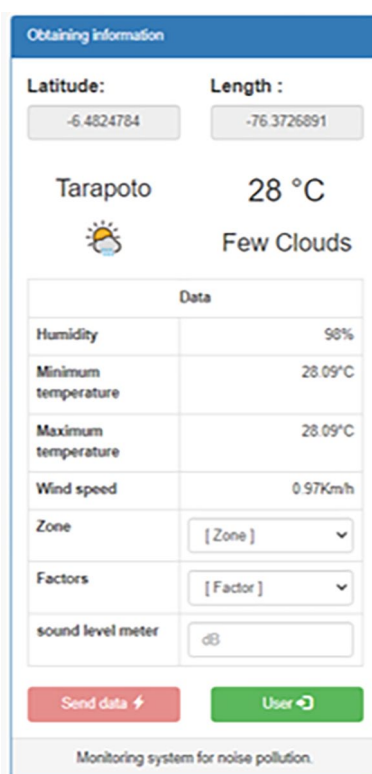 Obtaining information
Latitude: Length :
-6.4824784 -76.3726891
Tarapoto 28 °C
Few Clouds
Data
Humidity 98%
Minimum temperature 28.09°C
Maximum temperature 28.09°C
Wind speed 0.97Km/h
Zone [ Zone ]
Factors [ Factor ]
sound level meter dB
Send data User
Monitoring system for noise pollution.